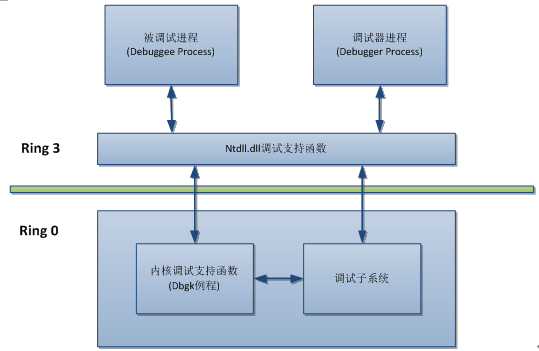 被调试进程
(Debuggee Process)
调试器进程
(Debugger Process)
Ring 3
Ntdll.dll调试支持函数
Ring 0
内核调试支持函数
(Dbgk例程)
调试子系统